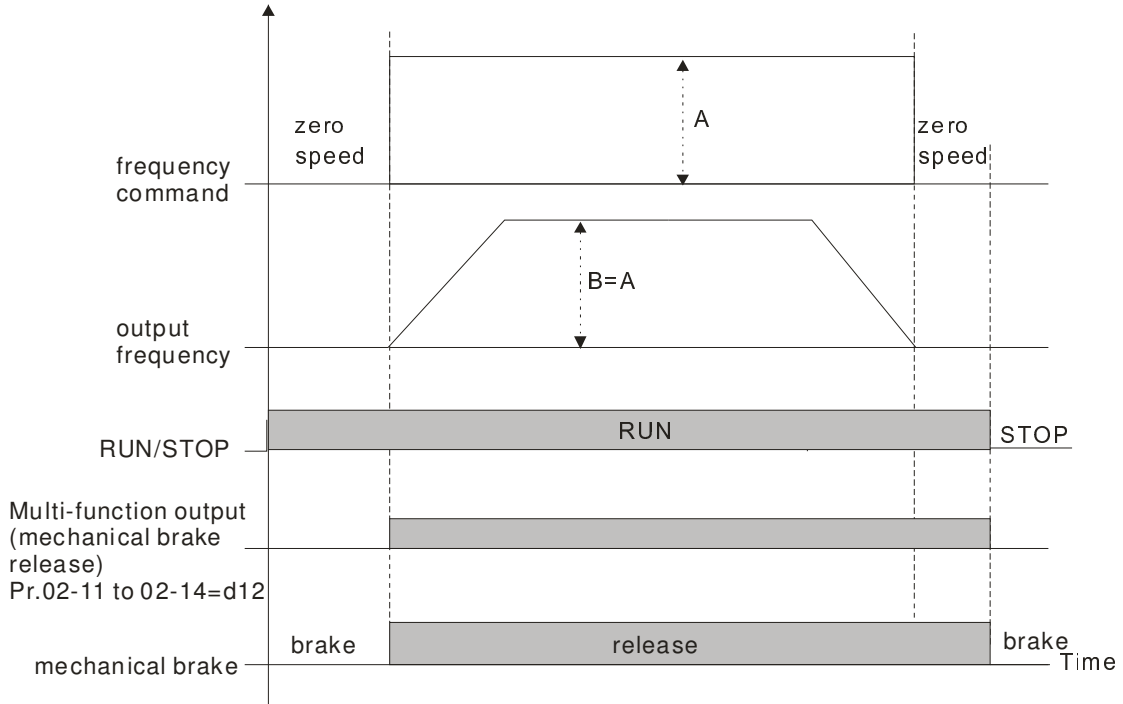 zero
speed
A
zero
speed
frequency
command
B=A
output
frequency
RUN
RUN/STOP
STOP
Multi-function output
(mechanical brake
release)
Pr.02-11 to 02-14=d12
brake
release
brake
mechanical brake
Time